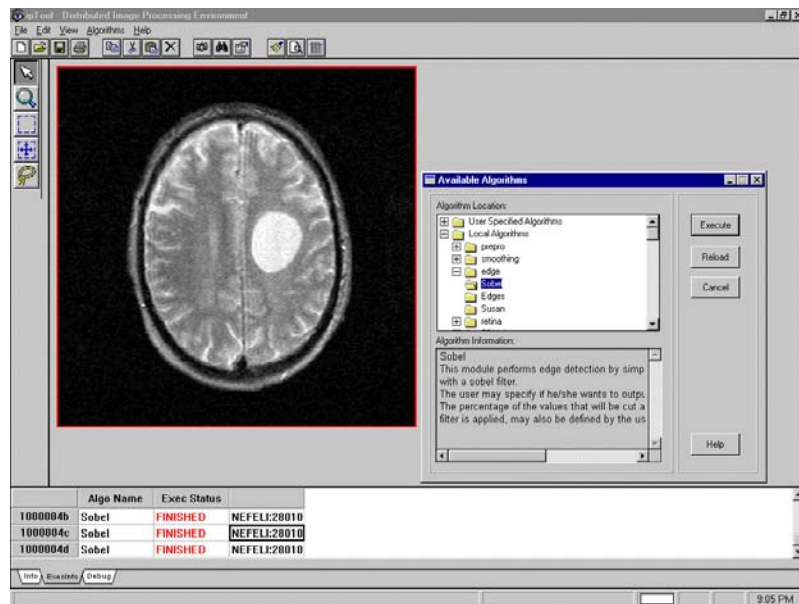 ipTool - Distributed Image Processing Environment
File Edit View Algorithms Help
Available Algorithms
Algorithm Location:
User Specified Algorithms
Local Algorithms
prepro
smoothing
edge
Sobel
Edges
Susan
retina
Execute
Reload
Cancel
Algorithm Information:
Sobel
This module performs edge detection by simp
with a sobel filter.
The user may specify if he/she wants to outpu
The percentage of the values that will be cut a
filter is applied, may also be defined by the us
Help
Algo Name Exec Status
1000004b Sobel FINISHED NEFELI:28010
1000004c Sobel FINISHED NEFELI:28010
1000004d Sobel FINISHED NEFELI:28010
Info ExecInfo Debug
9:05 PM